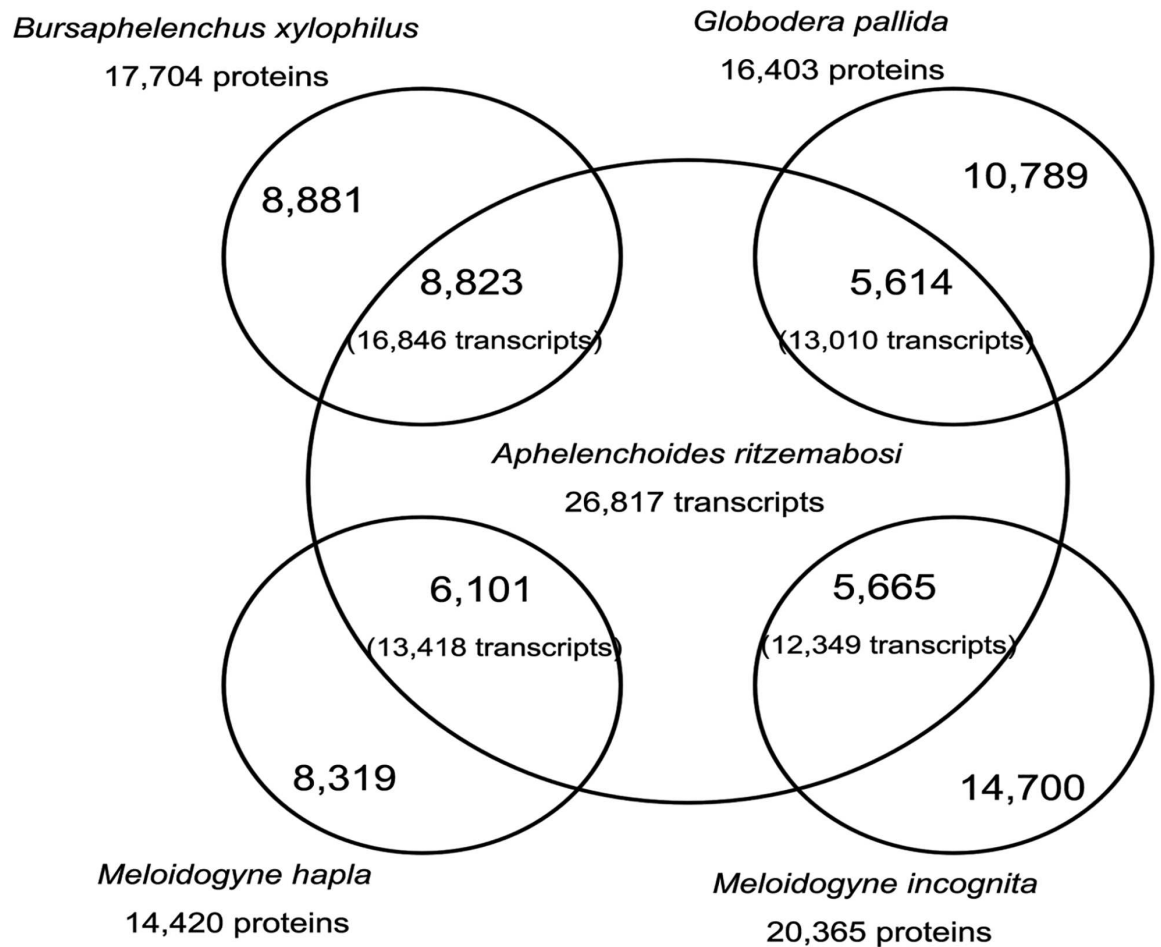 Bursaphelenchus xylophilus
17,704 proteins
Globodera pallida
16,403 proteins
8,881
10,789
8,823
(16,846 transcripts)
5,614
(13,010 transcripts)
Aphelenchoides ritzemabosi
26,817 transcripts
6,101
(13,418 transcripts)
5,665
(12,349 transcripts)
8,319
14,700
Meloidogyne hapla
14,420 proteins
Meloidogyne incognita
20,365 proteins